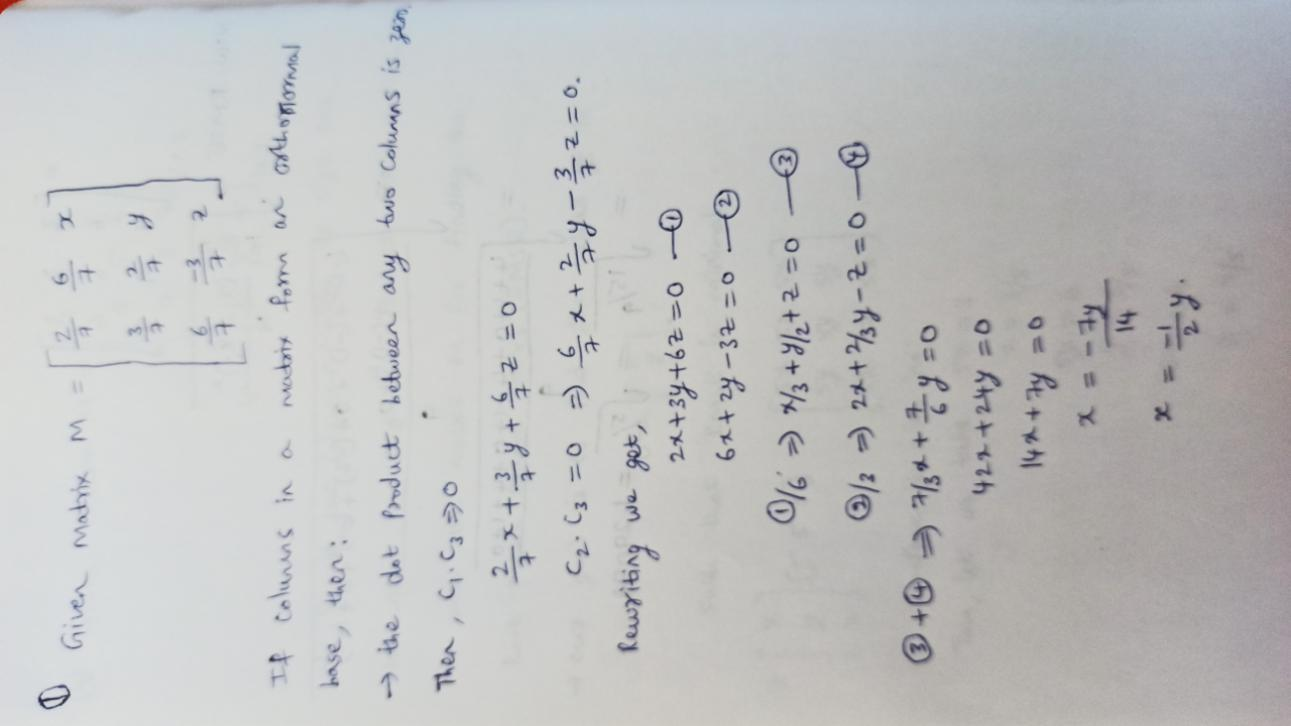 ① Given matrix M = [ 2/7 6/7 x
3/7 2/7 y
6/7 -3/7 z ]
If columns in a matrix form an orthonormal
base, then:
→ the dot product between any two columns is zero.
Then, C₁·C₃ ⇒ 0
2/7 x + 3/7 y + 6/7 z = 0
C₂·C₃ = 0 ⇒ 6/7 x + 2/7 y - 3/7 z = 0.
Rewriting we get,
2x+3y+6z=0 —①
6x+2y-3z=0 —②
①/6 ⇒ x/3+y/2+z=0 —③
②/3 ⇒ 2x+2/3y-z=0 —④
③+④ ⇒ 7/3x + 7/6 y=0
42x+24y=0
14x+7y=0
x = -7y/14
x = -1/2 y.